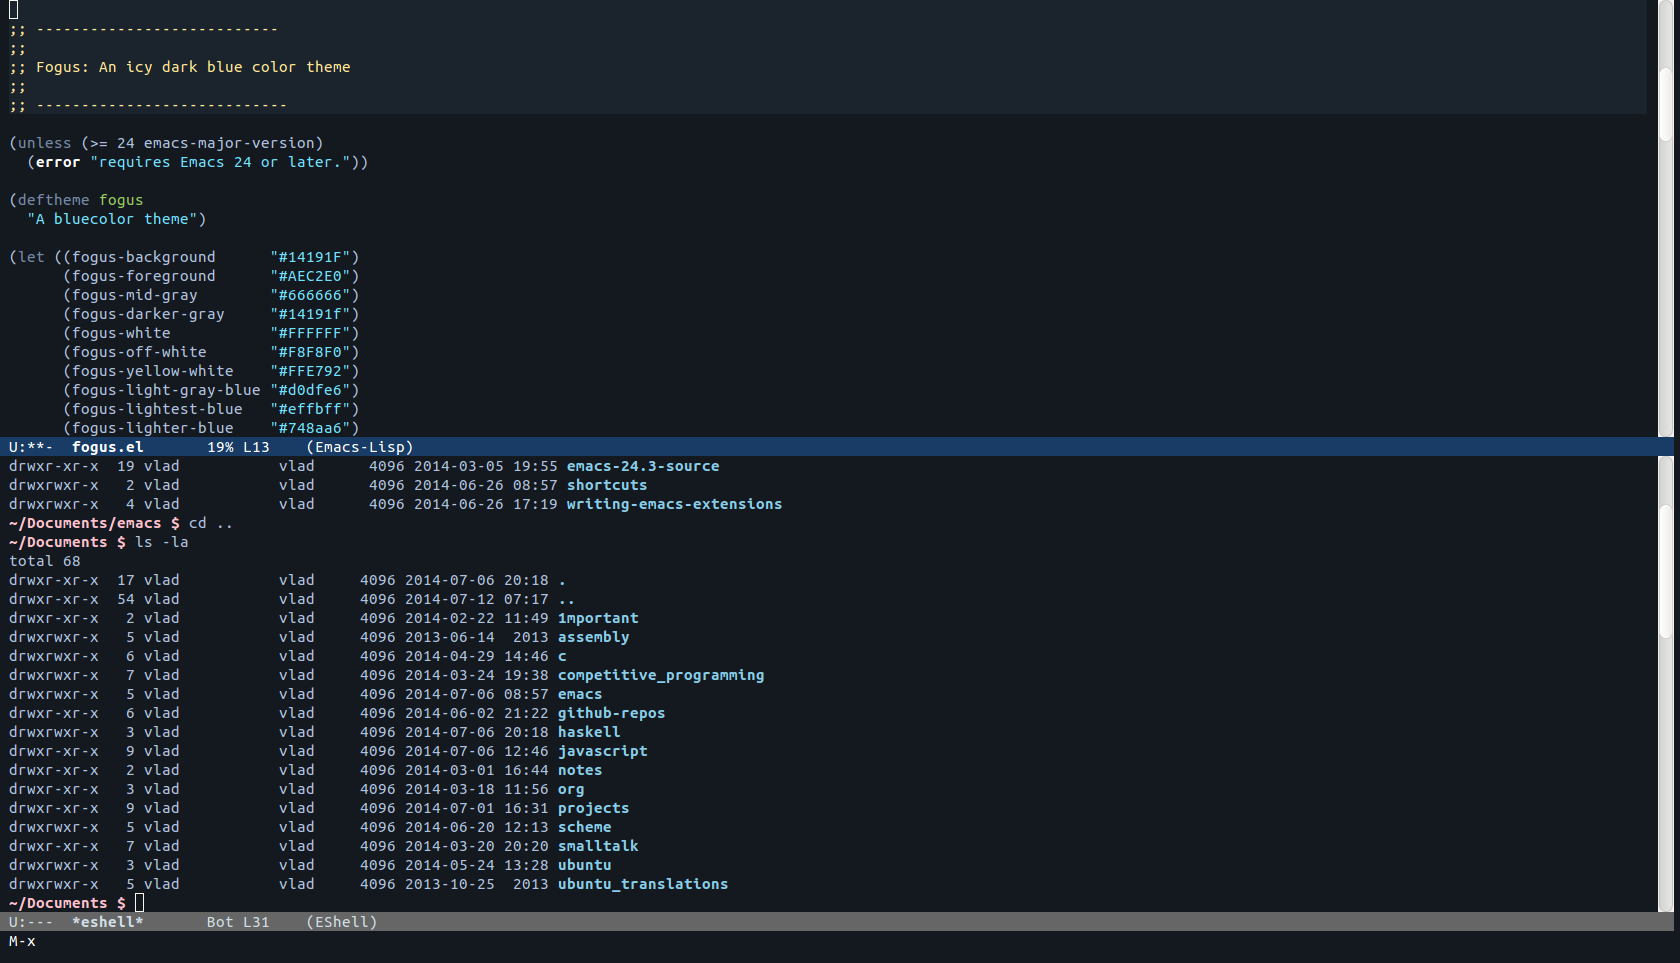 ;; ---------------------------
;;
;; Fogus: An icy dark blue color theme
;;
;; ----------------------------
(unless (>= 24 emacs-major-version)
  (error "requires Emacs 24 or later."))
(deftheme fogus
  "A bluecolor theme")
(let ((fogus-background      "#14191F")
      (fogus-foreground      "#AEC2E0")
      (fogus-mid-gray        "#666666")
      (fogus-darker-gray     "#14191f")
      (fogus-white           "#FFFFFF")
      (fogus-off-white       "#F8F8F0")
      (fogus-yellow-white    "#FFE792")
      (fogus-light-gray-blue "#d0dfe6")
      (fogus-lightest-blue   "#effbff")
      (fogus-lighter-blue    "#748aa6")
U:**-  fogus.el       19% L13    (Emacs-Lisp)
drwxr-xr-x  19 vlad           vlad      4096 2014-03-05 19:55 emacs-24.3-source
drwxrwxr-x   2 vlad           vlad      4096 2014-06-26 08:57 shortcuts
drwxrwxr-x   4 vlad           vlad      4096 2014-06-26 17:19 writing-emacs-extensions
~/Documents/emacs $ cd ..
~/Documents $ ls -la
total 68
drwxr-xr-x  17 vlad           vlad     4096 2014-07-06 20:18 .
drwxr-xr-x  54 vlad           vlad     4096 2014-07-12 07:17 ..
drwxr-xr-x   2 vlad           vlad     4096 2014-02-22 11:49 1mportant
drwxrwxr-x   5 vlad           vlad     4096 2013-06-14  2013 assembly
drwxrwxr-x   6 vlad           vlad     4096 2014-04-29 14:46 c
drwxrwxr-x   7 vlad           vlad     4096 2014-03-24 19:38 competitive_programming
drwxrwxr-x   5 vlad           vlad     4096 2014-07-06 08:57 emacs
drwxrwxr-x   6 vlad           vlad     4096 2014-06-02 21:22 github-repos
drwxrwxr-x   3 vlad           vlad     4096 2014-07-06 20:18 haskell
drwxrwxr-x   9 vlad           vlad     4096 2014-07-06 12:46 javascript
drwxrwxr-x   2 vlad           vlad     4096 2014-03-01 16:44 notes
drwxrwxr-x   3 vlad           vlad     4096 2014-03-18 11:56 org
drwxrwxr-x   9 vlad           vlad     4096 2014-07-01 16:31 projects
drwxrwxr-x   5 vlad           vlad     4096 2014-06-20 12:13 scheme
drwxrwxr-x   7 vlad           vlad     4096 2014-03-20 20:20 smalltalk
drwxrwxr-x   3 vlad           vlad     4096 2014-05-24 13:28 ubuntu
drwxrwxr-x   5 vlad           vlad     4096 2013-10-25  2013 ubuntu_translations
~/Documents $
U:---  *eshell*       Bot L31    (EShell)
M-x